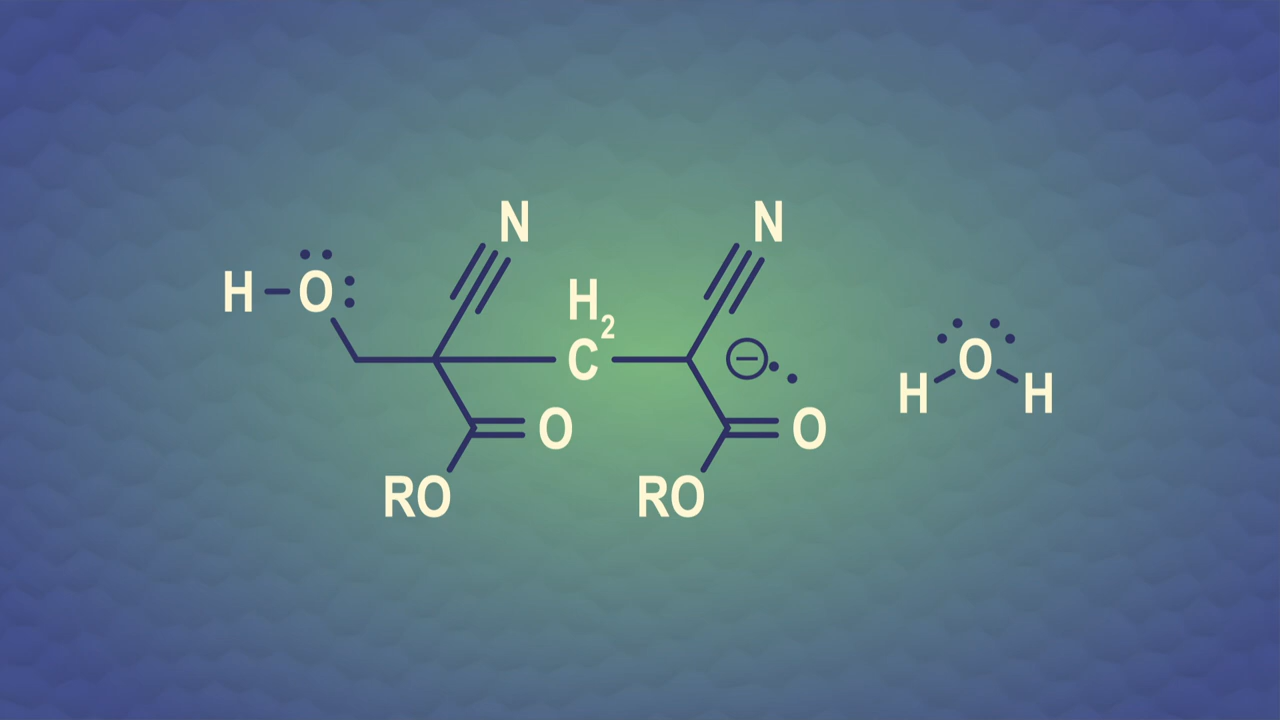 N N
H O H₂
C O H H
O O
RO RO